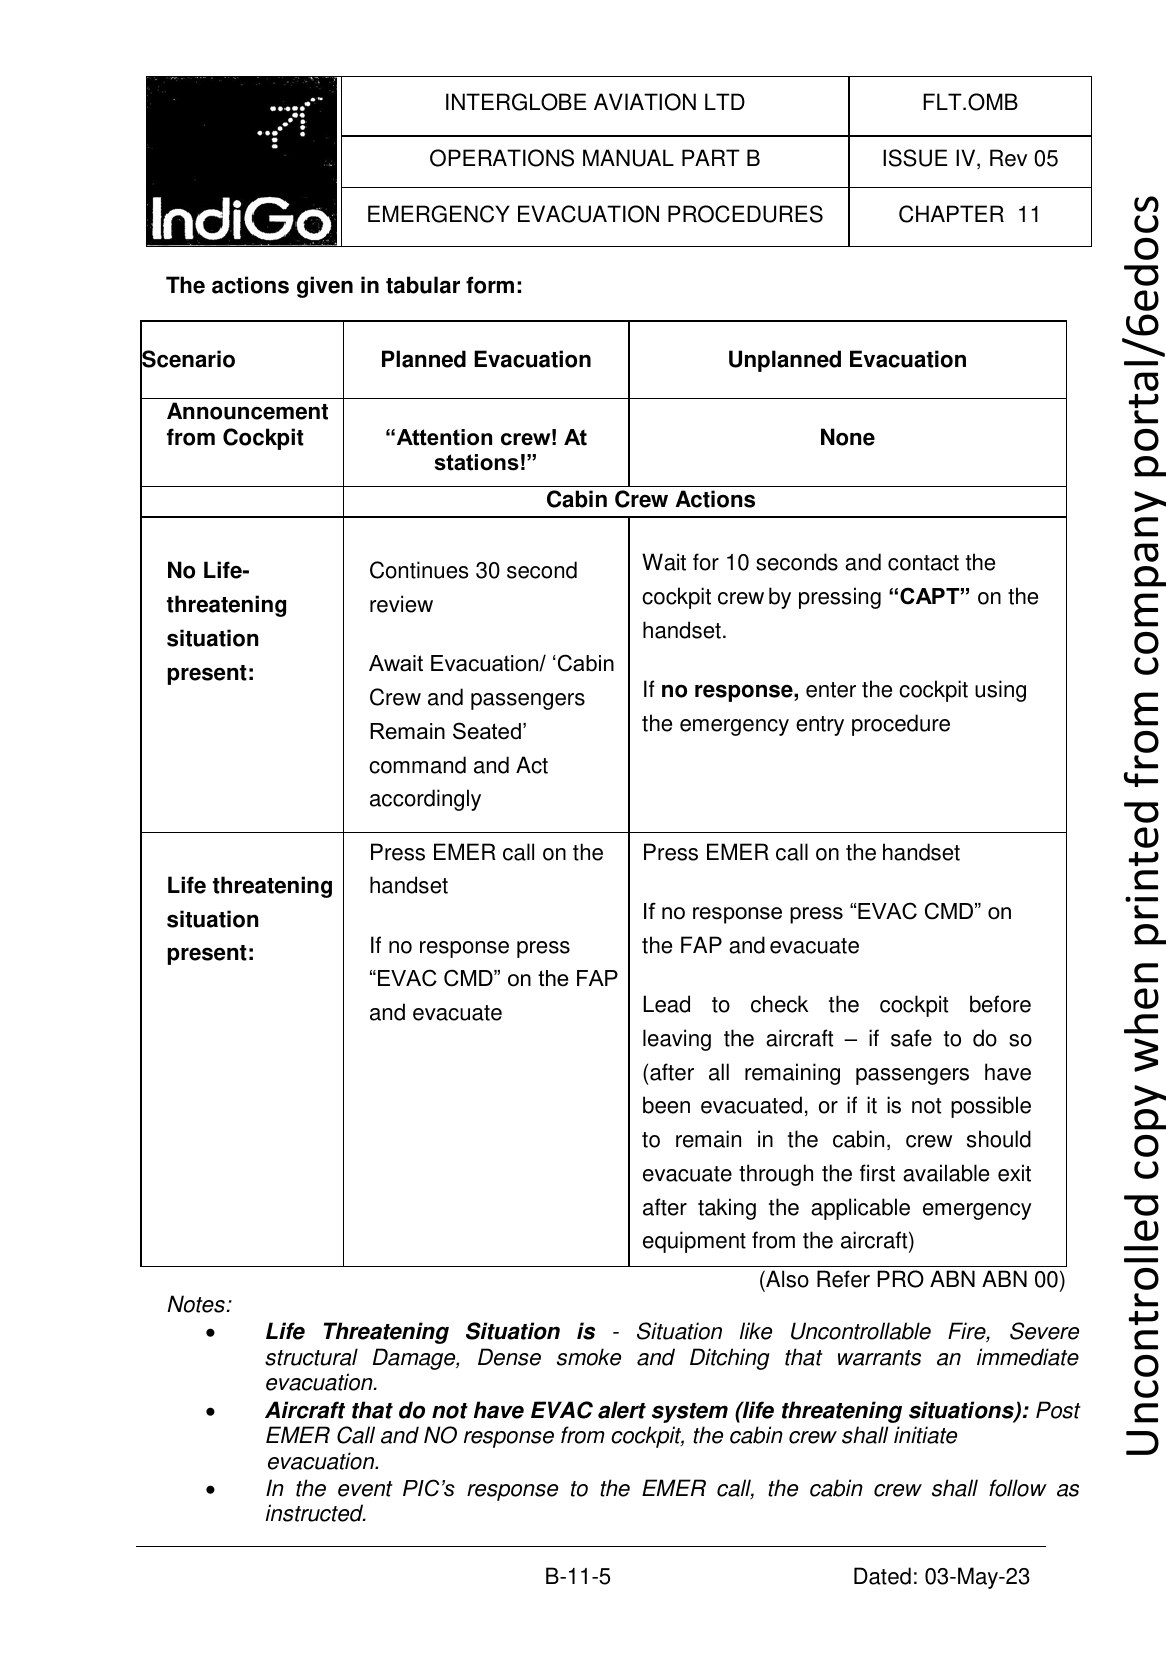 IndiGo
INTERGLOBE AVIATION LTD
FLT.OMB
OPERATIONS MANUAL PART B
ISSUE IV, Rev 05
EMERGENCY EVACUATION PROCEDURES
CHAPTER 11
The actions given in tabular form:
Scenario
Planned Evacuation
Unplanned Evacuation
Announcement
from Cockpit
“Attention crew! At
stations!”
None
Cabin Crew Actions
No Life-
threatening
situation
present:
Continues 30 second
review
Await Evacuation/ ‘Cabin
Crew and passengers
Remain Seated’
command and Act
accordingly
Wait for 10 seconds and contact the
cockpit crew by pressing “CAPT” on the
handset.
If no response, enter the cockpit using
the emergency entry procedure
Life threatening
situation
present:
Press EMER call on the
handset
If no response press
“EVAC CMD” on the FAP
and evacuate
Press EMER call on the handset
If no response press “EVAC CMD” on
the FAP and evacuate
Lead to check the cockpit before
leaving the aircraft – if safe to do so
(after all remaining passengers have
been evacuated, or if it is not possible
to remain in the cabin, crew should
evacuate through the first available exit
after taking the applicable emergency
equipment from the aircraft)
(Also Refer PRO ABN ABN 00)
Notes:
• Life Threatening Situation is - Situation like Uncontrollable Fire, Severe
structural Damage, Dense smoke and Ditching that warrants an immediate
evacuation.
• Aircraft that do not have EVAC alert system (life threatening situations): Post
EMER Call and NO response from cockpit, the cabin crew shall initiate
evacuation.
• In the event PIC’s response to the EMER call, the cabin crew shall follow as
instructed.
B-11-5
Dated: 03-May-23
Uncontrolled copy when printed from company portal/6edocs